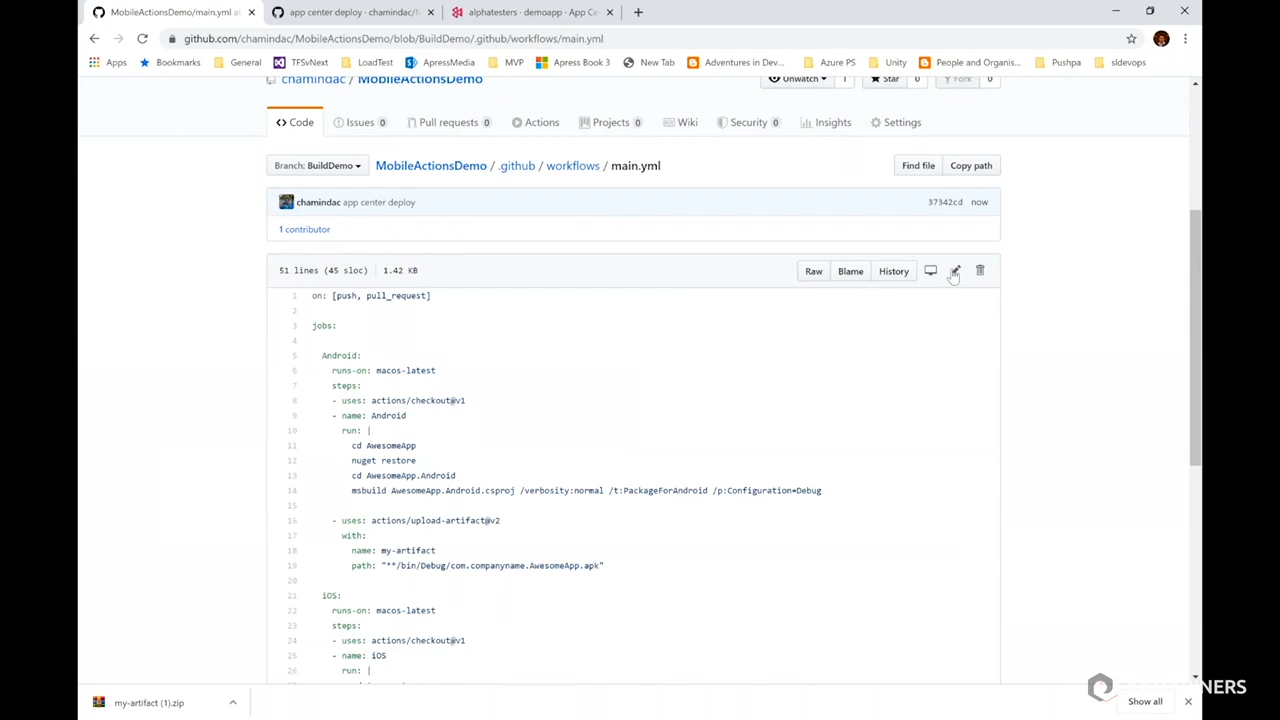 MobileActionsDemo/main.yml at
app center deploy · chamindac/
alphatesters · demoapp · App Ce
github.com/chamindac/MobileActionsDemo/blob/BuildDemo/.github/workflows/main.yml
Apps Bookmarks General TFSvNext LoadTest ApressMedia MVP Apress Book 3 New Tab Adventures in Dev... Azure PS Unity People and Organis... Pushpa sldevops
chamindac / MobileActionsDemo
Unwatch 1 Star 0 Fork 0
<> Code Issues 0 Pull requests 0 Actions Projects 0 Wiki Security 0 Insights Settings
Branch: BuildDemo MobileActionsDemo / .github / workflows / main.yml Find file Copy path
chamindac app center deploy 37342cd now
1 contributor
51 lines (45 sloc) 1.42 KB Raw Blame History
1 on: [push, pull_request]
2
3 jobs:
4
5 Android:
6 runs-on: macos-latest
7 steps:
8 - uses: actions/checkout@v1
9 - name: Android
10 run: |
11 cd AwesomeApp
12 nuget restore
13 cd AwesomeApp.Android
14 msbuild AwesomeApp.Android.csproj /verbosity:normal /t:PackageForAndroid /p:Configuration=Debug
15
16 - uses: actions/upload-artifact@v2
17 with:
18 name: my-artifact
19 path: "**/bin/Debug/com.companyname.AwesomeApp.apk"
20
21 iOS:
22 runs-on: macos-latest
23 steps:
24 - uses: actions/checkout@v1
25 - name: iOS
26 run: |
my-artifact (1).zip
Show all